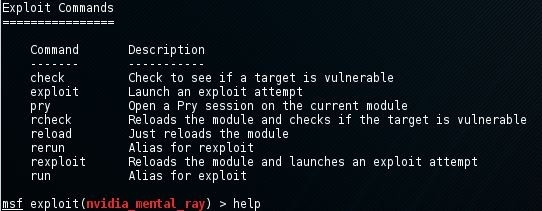 Exploit Commands
================
Command Description
------- -----------
check Check to see if a target is vulnerable
exploit Launch an exploit attempt
pry Open a Pry session on the current module
rcheck Reloads the module and checks if the target is vulnerable
reload Just reloads the module
rerun Alias for rexploit
rexploit Reloads the module and launches an exploit attempt
run Alias for exploit
msf exploit(nvidia_mental_ray) > help